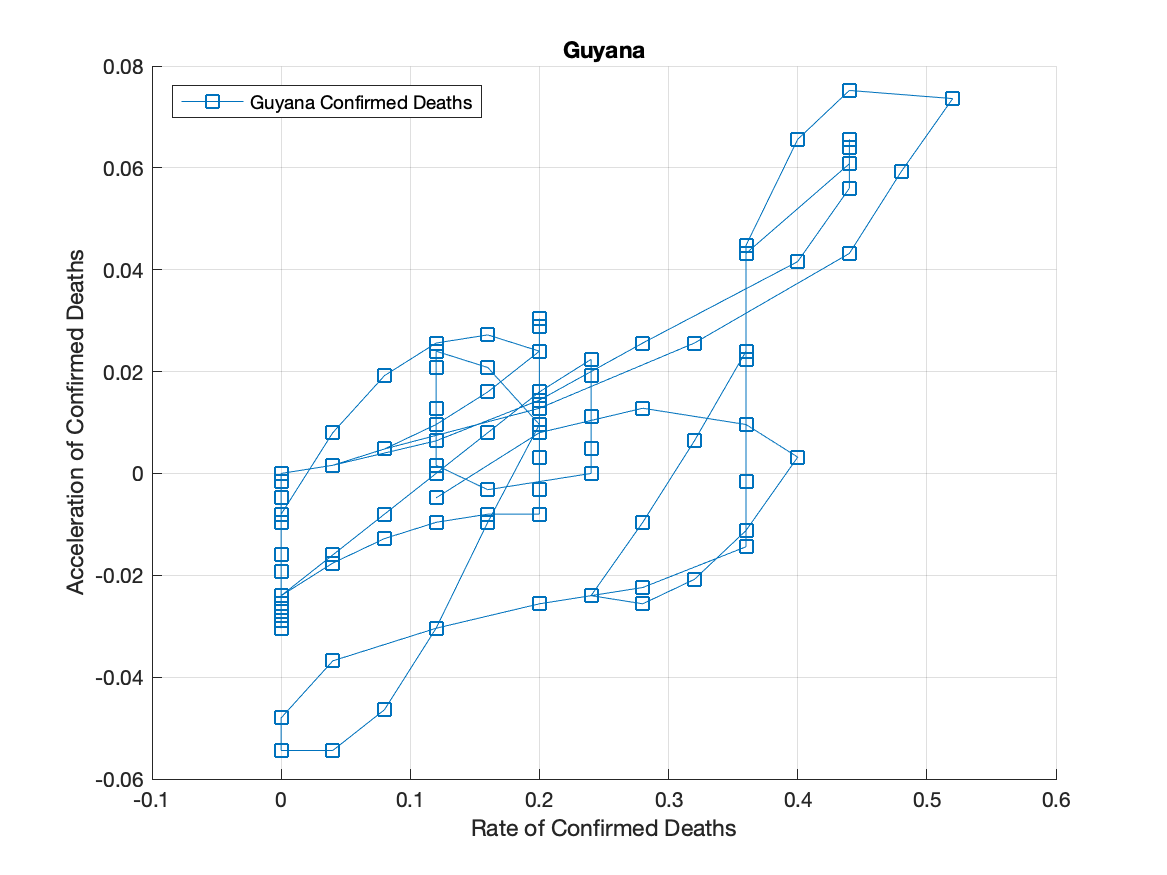 Guyana
0.08
Guyana Confirmed Deaths
0.06
0.04
0.02
0
-0.02
-0.04
-0.06
Acceleration of Confirmed Deaths
-0.1 0 0.1 0.2 0.3 0.4 0.5 0.6
Rate of Confirmed Deaths